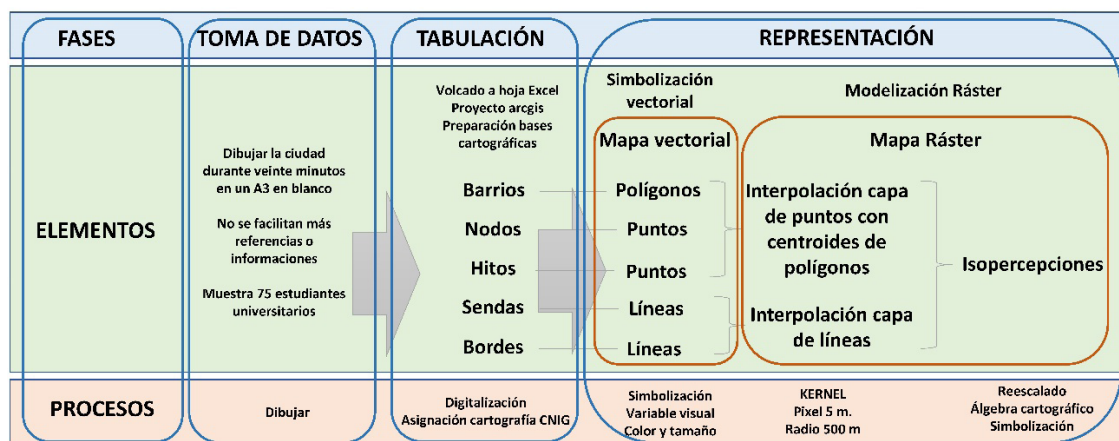 FASES
TOMA DE DATOS
TABULACIÓN
REPRESENTACIÓN
ELEMENTOS
Dibujar la ciudad
durante veinte minutos
en un A3 en blanco
No se facilitan más
referencias o
informaciones
Muestra 75 estudiantes
universitarios
Volcado a hoja Excel
Proyecto arcgis
Preparación bases
cartográficas
Barrios
Nodos
Hitos
Sendas
Bordes
Simbolización
vectorial
Mapa vectorial
Polígonos
Puntos
Puntos
Líneas
Líneas
Modelización Ráster
Mapa Ráster
Interpolación capa
de puntos con
centroides de
polígonos
Interpolación capa
de líneas
Isopercepciones
PROCESOS
Dibujar
Digitalización
Asignación cartografía CNIG
Simbolización
Variable visual
Color y tamaño
KERNEL
Píxel 5 m.
Radio 500 m
Reescalado
Álgebra cartográfico
Simbolización